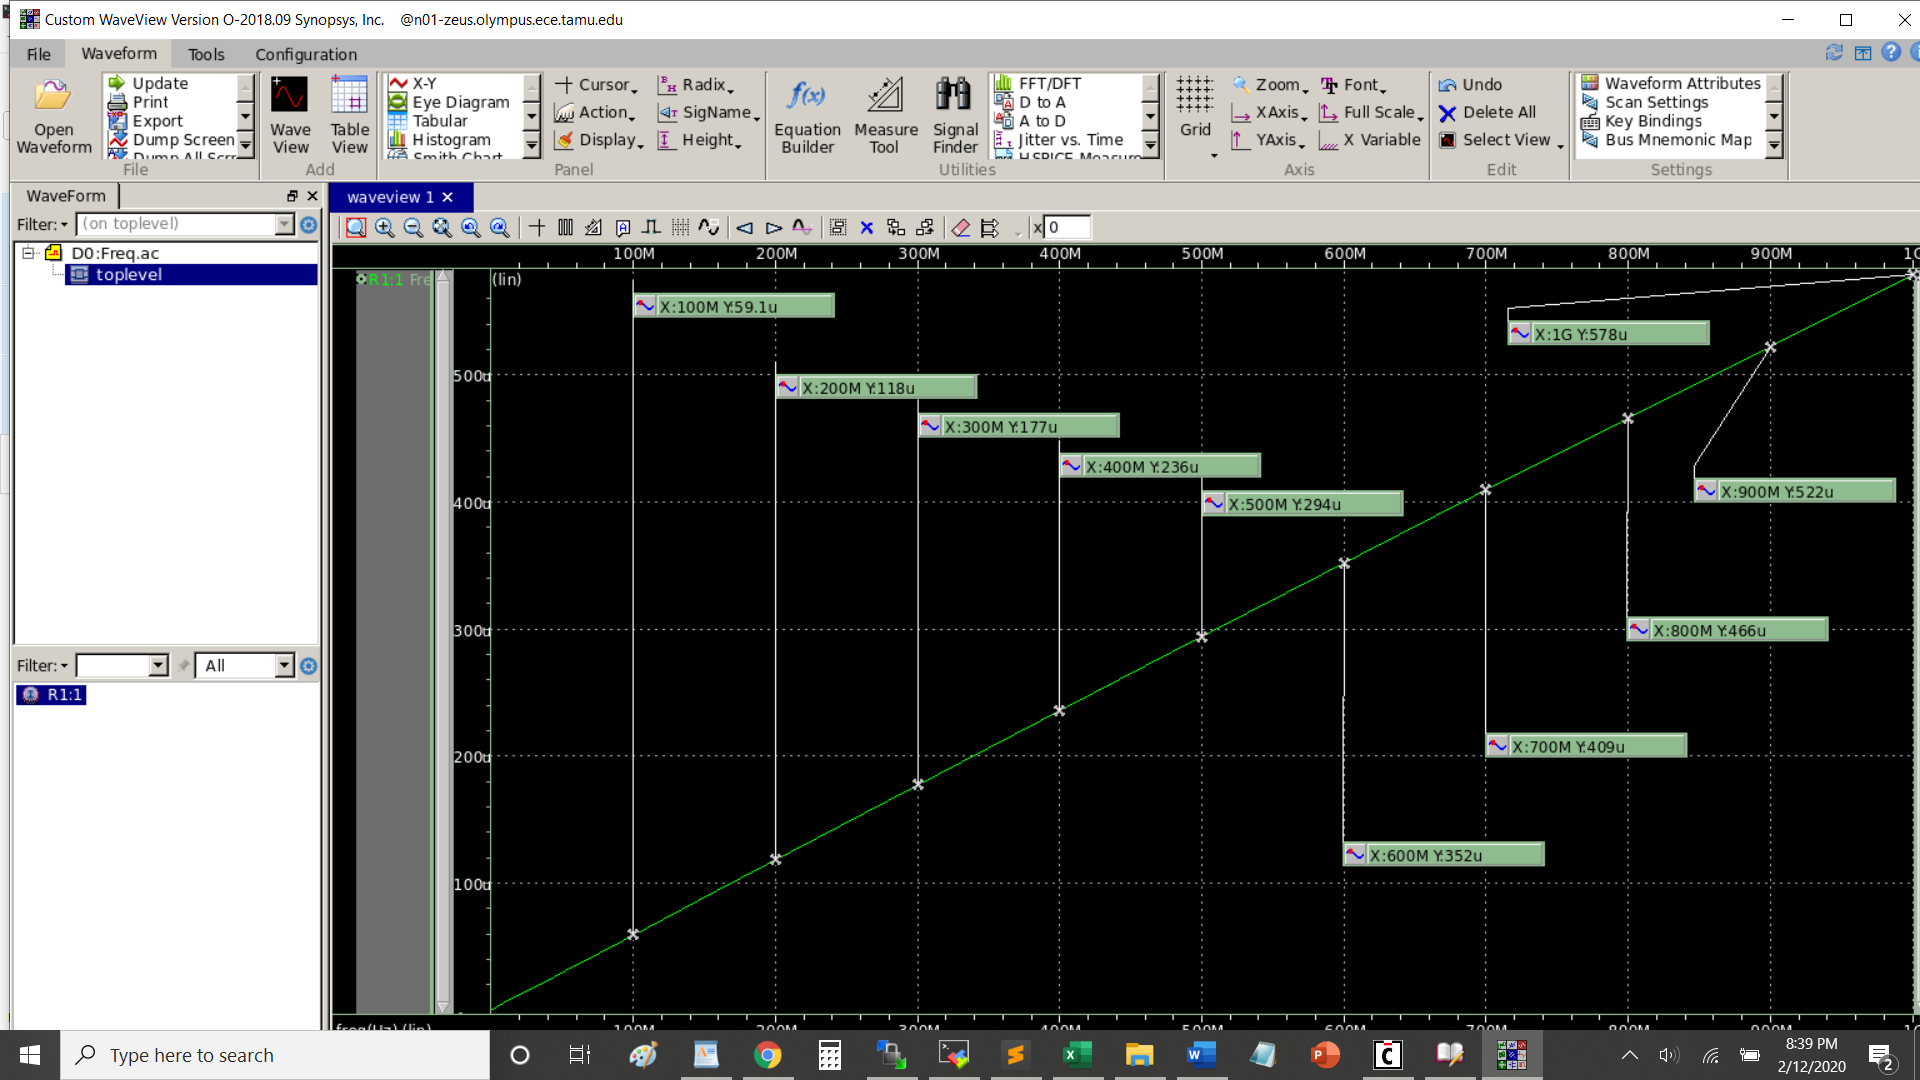 Custom WaveView Version O-2018.09 Synopsys, Inc. @n01-zeus.olympus.ece.tamu.edu
File Waveform Tools Configuration
Open Waveform
Update
Print
Export
Dump Screen
Dump All Scr
File
Wave View
Table View
Add
X-Y
Eye Diagram
Tabular
Histogram
Smith Chart
Cursor
Action
Display
Radix
SigName
Height
Panel
f(x)
Equation Builder
Measure Tool
Signal Finder
FFT/DFT
D to A
A to D
Jitter vs. Time
HSPICE Measur
Utilities
Grid
Zoom
XAxis
YAxis
Font
Full Scale
X Variable
Axis
Undo
Delete All
Select View
Edit
Waveform Attributes
Scan Settings
Key Bindings
Bus Mnemonic Map
Settings
WaveForm
Filter: (on toplevel)
D0:Freq.ac
toplevel
Filter: All
R1:1
waveview 1
x 0
100M 200M 300M 400M 500M 600M 700M 800M 900M
R1:1 Fre
(lin)
X:100M Y:59.1u
X:1G Y:578u
500u
X:200M Y:118u
X:300M Y:177u
X:400M Y:236u
X:900M Y:522u
400u
X:500M Y:294u
300u
X:800M Y:466u
X:700M Y:409u
200u
X:600M Y:352u
100u
freq(Hz) (lin)
100M 200M 300M 400M 500M 600M 700M 800M 900M
Type here to search
8:39 PM
2/12/2020
2